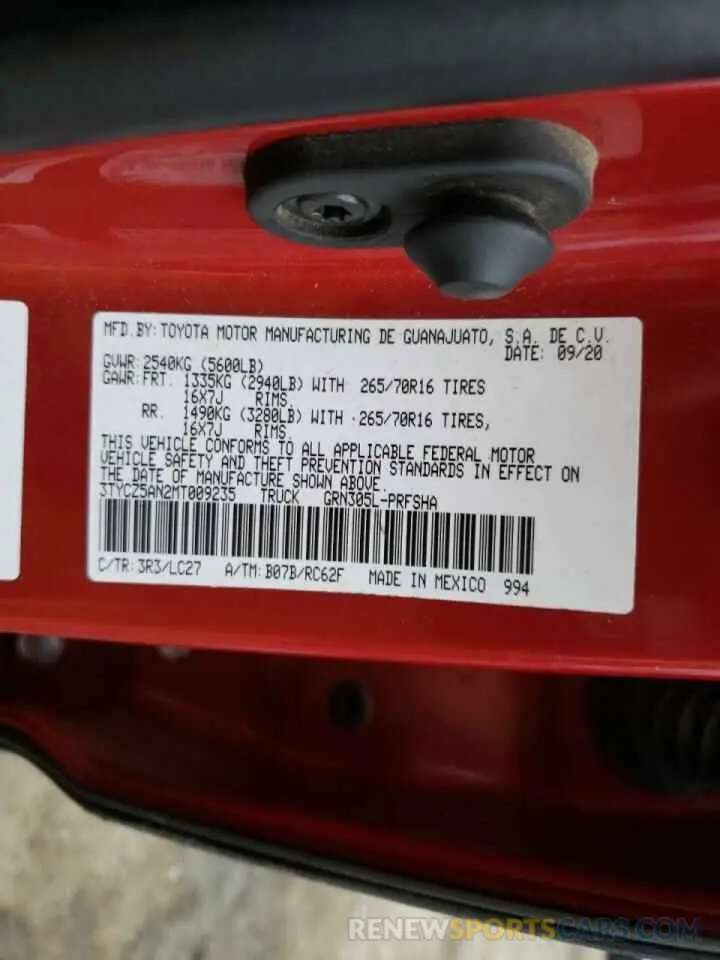 MFD.BY:TOYOTA MOTOR MANUFACTURING DE GUANAJUATO, S.A. DE C.V.
DATE: 09/20
GVWR:2540KG (5600LB)
GAWR:FRT. 1335KG (2940LB) WITH 265/70R16 TIRES
16X7J RIMS.
RR. 1490KG (3280LB) WITH 265/70R16 TIRES,
16X7J RIMS.
THIS VEHICLE CONFORMS TO ALL APPLICABLE FEDERAL MOTOR
VEHICLE SAFETY AND THEFT PREVENTION STANDARDS IN EFFECT ON
THE DATE OF MANUFACTURE SHOWN ABOVE.
3TYCZ5AN2MT009235 TRUCK GRN305L-PRFSHA
C/TR:3R3/LC27 A/TM:B07B/RC62F MADE IN MEXICO 994
RENEWSPORTSCARS.COM